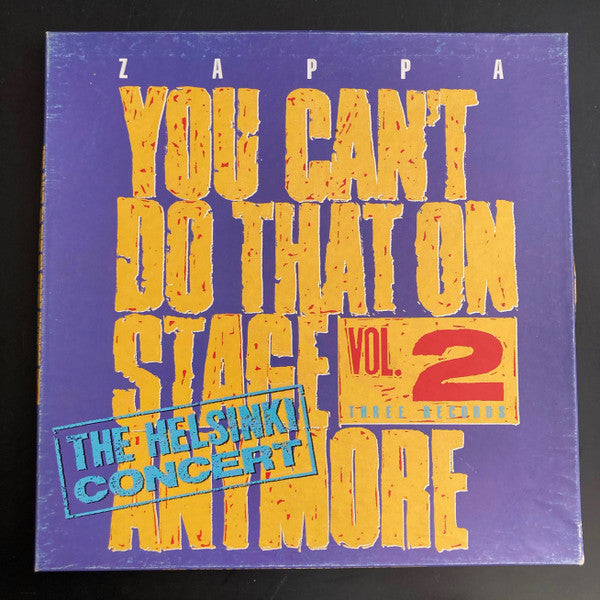 ZAPPA
YOU CAN'T
DO THAT ON
STAGE
VOL. 2
THREE RECORDS
THE HELSINKI
CONCERT
ANYMORE